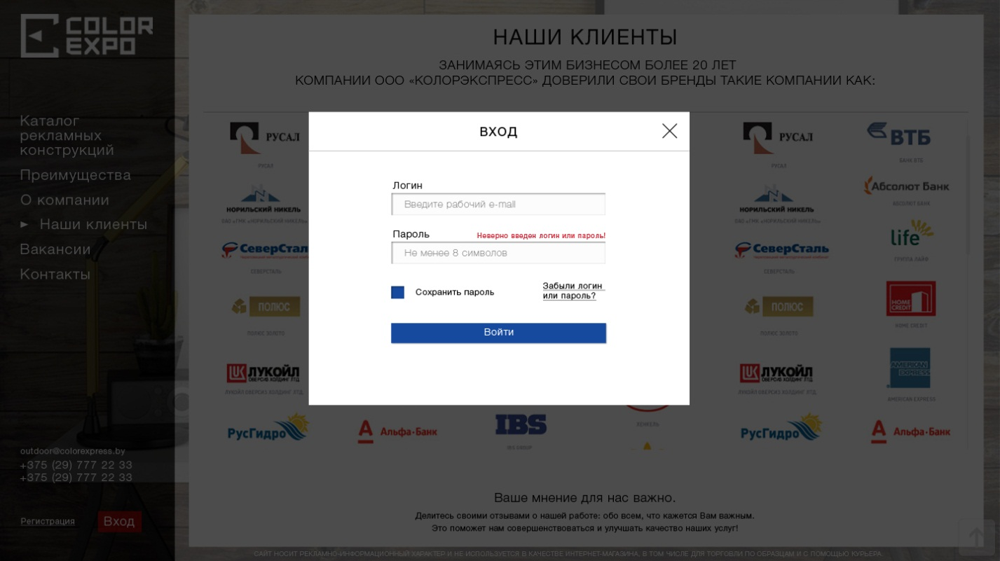 COLOR
EXPO
Каталог
рекламных
конструкций
Преимущества
О компании
Наши клиенты
Вакансии
Контакты
outdoor@colorexpress.by
+375 (29) 777 22 33
+375 (29) 777 22 33
Регистрация
Вход
НАШИ КЛИЕНТЫ
ЗАНИМАЯСЬ ЭТИМ БИЗНЕСОМ БОЛЕЕ 20 ЛЕТ
КОМПАНИИ ООО «КОЛОРЭКСПРЕСС» ДОВЕРИЛИ СВОИ БРЕНДЫ ТАКИЕ КОМПАНИИ КАК:
РУСАЛ
РУСАЛ
НОРИЛЬСКИЙ НИКЕЛЬ
ОАО «ГМК «НОРИЛЬСКИЙ НИКЕЛЬ»
СеверСталь
СЕВЕРСТАЛЬ
ПОЛЮС
ПОЛЮС ЗОЛОТО
ЛУКОЙЛ
ОВЕРСИЗ ХОЛДИНГ ЛТД
ЛУКОЙЛ ОВЕРСИЗ ХОЛДИНГ ЛТД.
РусГидро
Альфа·Банк
IBS
IBS GROUP
ХЕНКЕЛЬ
ВХОД
Логин
Введите рабочий e-mail
Пароль
Неверно введен логин или пароль!
Не менее 8 символов
Сохранить пароль
Забыли логин
или пароль?
Войти
РУСАЛ
РУСАЛ
НОРИЛЬСКИЙ НИКЕЛЬ
ОАО «ГМК «НОРИЛЬСКИЙ НИКЕЛЬ»
СеверСталь
СЕВЕРСТАЛЬ
ПОЛЮС
ПОЛЮС ЗОЛОТО
ЛУКОЙЛ
ОВЕРСИЗ ХОЛДИНГ ЛТД
ЛУКОЙЛ ОВЕРСИЗ ХОЛДИНГ ЛТД.
РусГидро
ВТБ
БАНК ВТБ
Абсолют Банк
АБСОЛЮТ БАНК
life
ГРУППА ЛАЙФ
HOME
CREDIT
HOME CREDIT
AMERICAN
EXPRESS
AMERICAN EXPRESS
Альфа·Банк
Ваше мнение для нас важно.
Делитесь своими отзывами о нашей работе: обо всем, что кажется Вам важным.
Это поможет нам совершенствоваться и улучшать качество наших услуг!
САЙТ НОСИТ РЕКЛАМНО-ИНФОРМАЦИОННЫЙ ХАРАКТЕР И НЕ ИСПОЛЬЗУЕТСЯ В КАЧЕСТВЕ ИНТЕРНЕТ-МАГАЗИНА, В ТОМ ЧИСЛЕ ДЛЯ ТОРГОВЛИ ПО ОБРАЗЦАМ И С ПОМОЩЬЮ КУРЬЕРА